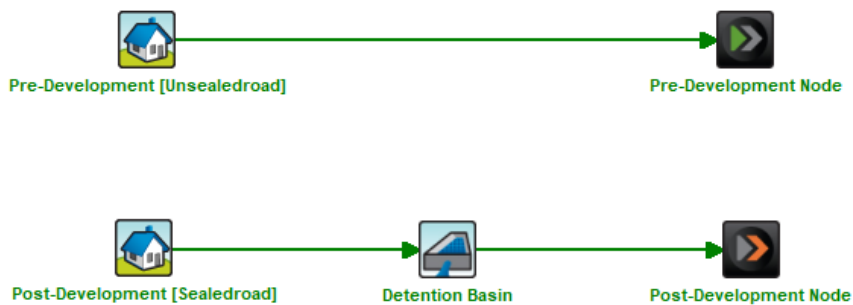 Pre-Development [Unsealedroad]
Pre-Development Node
Post-Development [Sealedroad]
Detention Basin
Post-Development Node